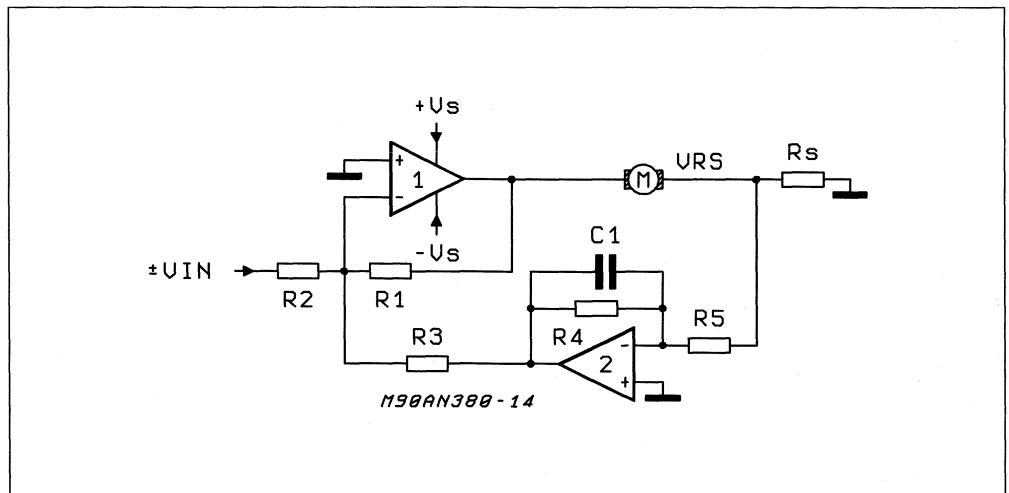 +Vs
VRS
Rs
+
1
M
-
-Vs
C1
±VIN
R2
R1
R3
R4
R5
-
2
+
M90AN380-14